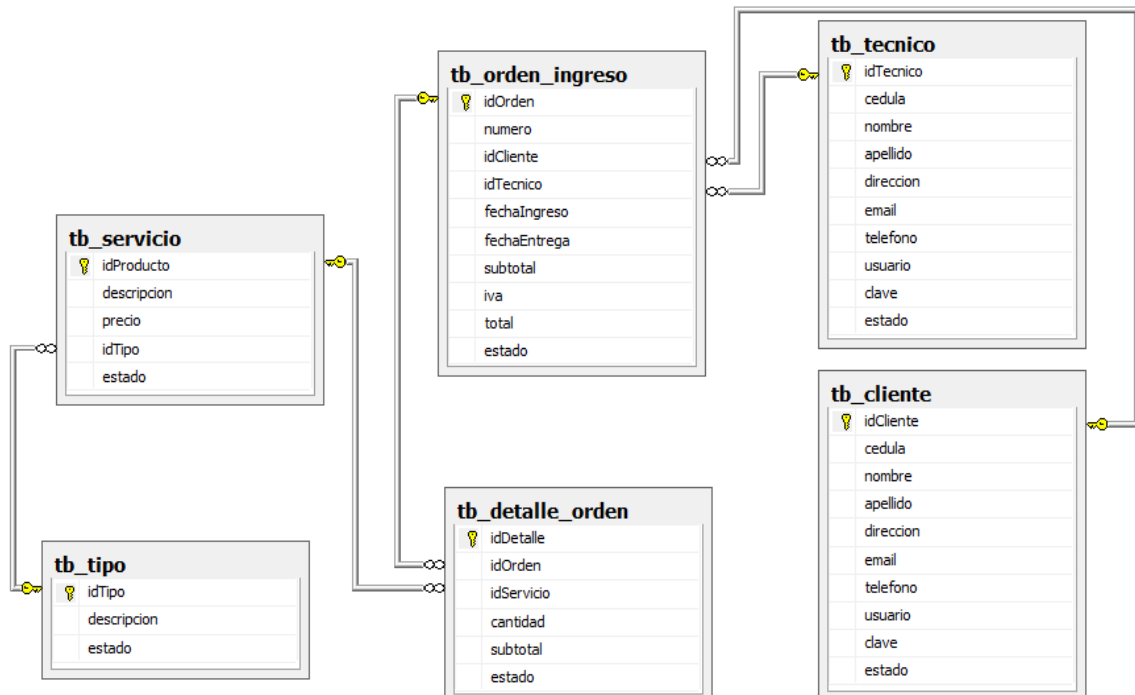 tb_orden_ingreso
idOrden
numero
idCliente
idTecnico
fechaIngreso
fechaEntrega
subtotal
iva
total
estado
tb_tecnico
idTecnico
cedula
nombre
apellido
direccion
email
telefono
usuario
clave
estado
tb_servicio
idProducto
descripcion
precio
idTipo
estado
tb_cliente
idCliente
cedula
nombre
apellido
direccion
email
telefono
usuario
clave
estado
tb_detalle_orden
idDetalle
idOrden
idServicio
cantidad
subtotal
estado
tb_tipo
idTipo
descripcion
estado